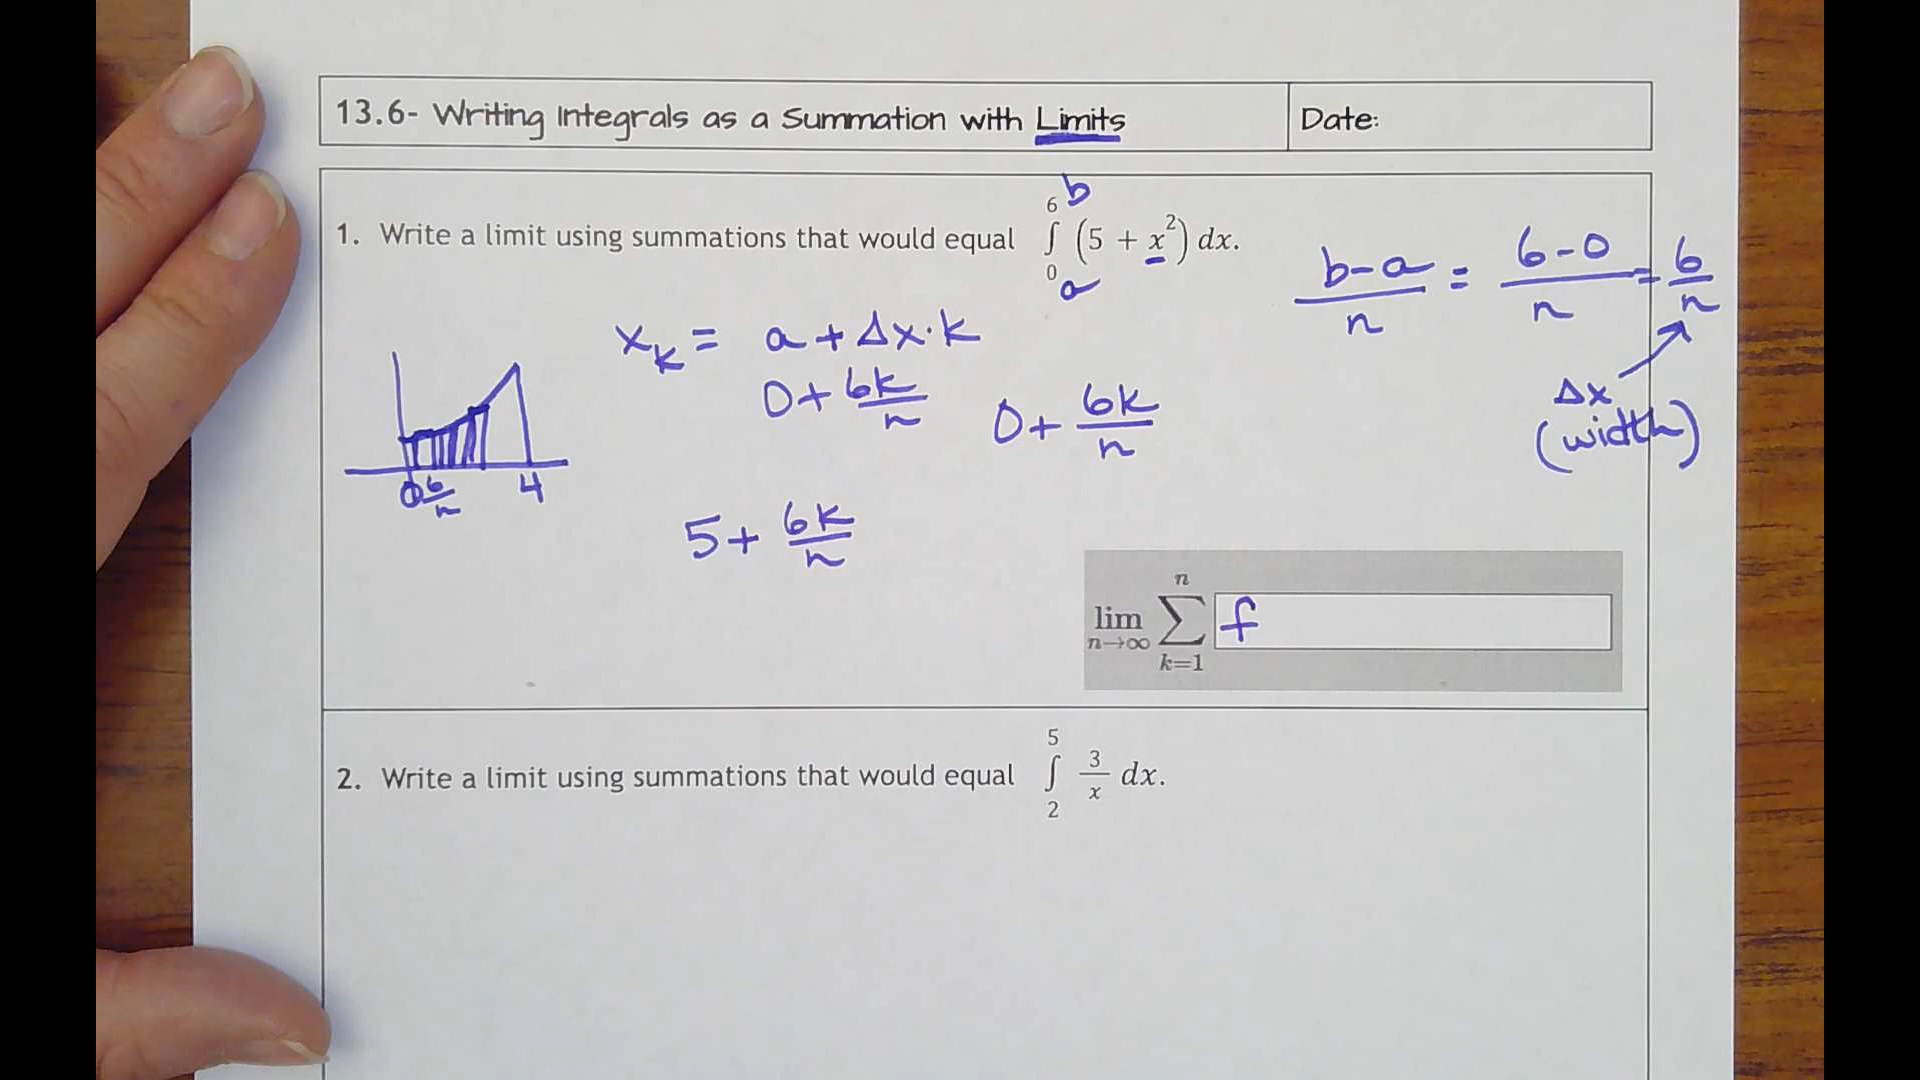 13.6- Writing Integrals as a Summation with Limits
Date:
b
1. Write a limit using summations that would equal ∫₀⁶ (5 + x²) dx.
a
b-a/n = 6-0/n = 6/n
x_k = a + Δx·k
0 + 6k/n
0 + 6k/n
Δx
(width)
0 6/n 4
5 + 6k/n
lim n→∞ ∑ k=1 n f
2. Write a limit using summations that would equal ∫₂⁵ 3/x dx.